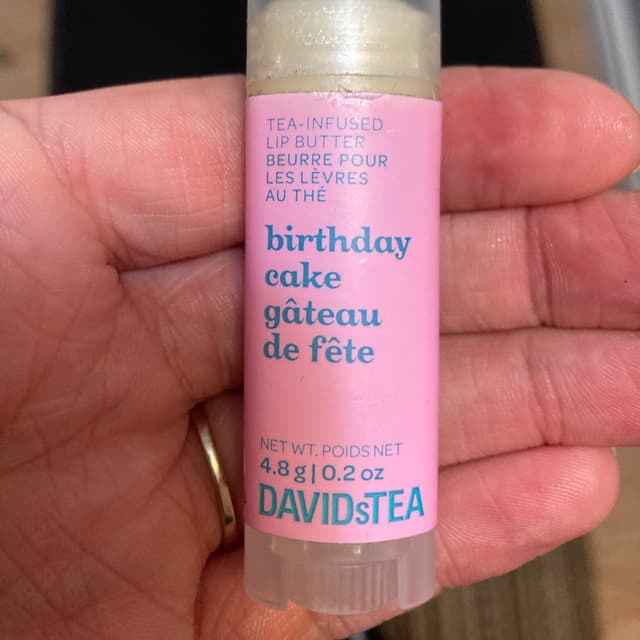 TEA-INFUSED
LIP BUTTER
BEURRE POUR
LES LÈVRES
AU THÉ
birthday
cake
gâteau
de fête
NET WT. POIDS NET
4.8 g | 0.2 oz
DAVIDsTEA